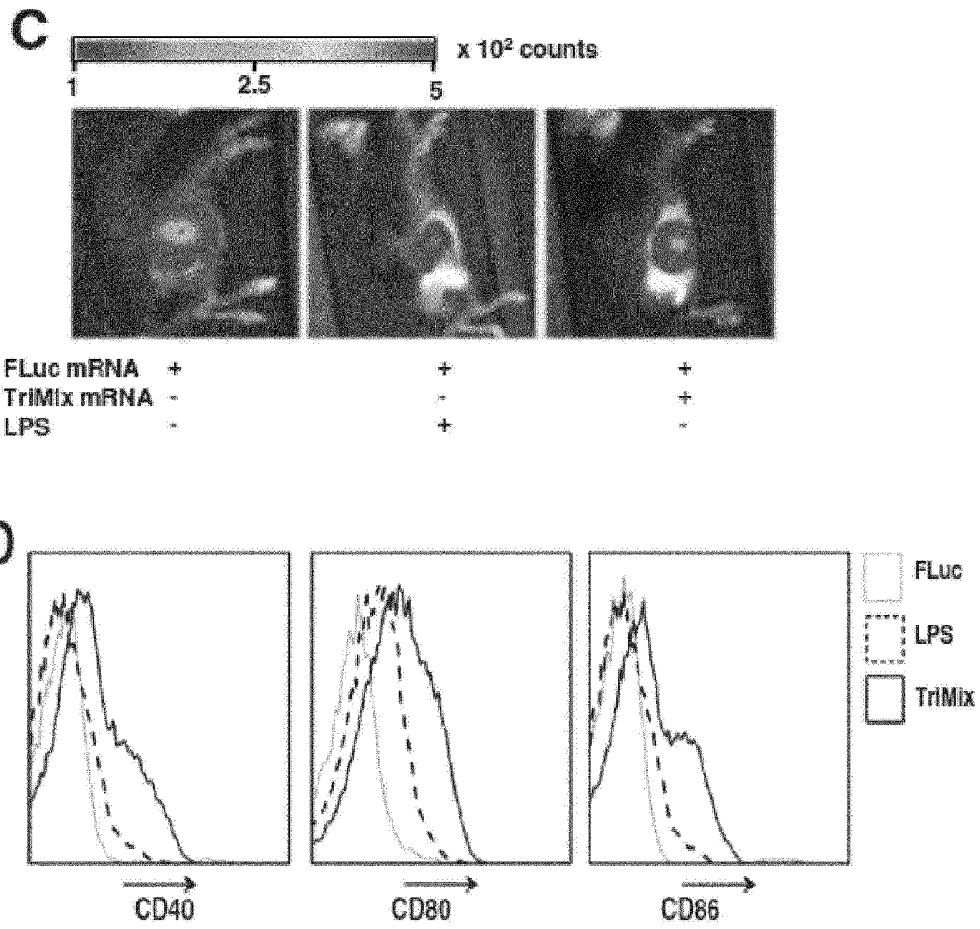 C
x 10² counts
1 2.5 5
FLuc mRNA + + +
TriMix mRNA - - +
LPS - + -
D
FLuc
LPS
TriMix
CD40 CD80 CD86